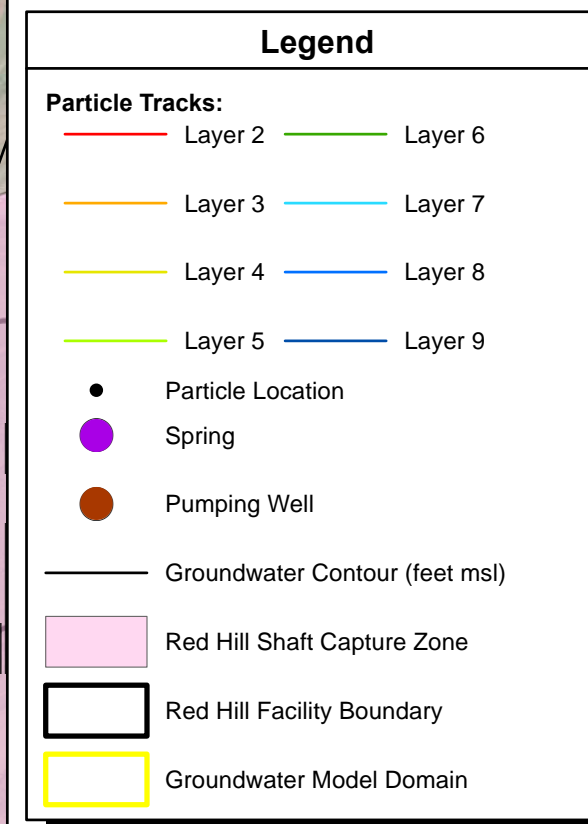 Legend
Particle Tracks:
Layer 2 Layer 6
Layer 3 Layer 7
Layer 4 Layer 8
Layer 5 Layer 9
Particle Location
Spring
Pumping Well
Groundwater Contour (feet msl)
Red Hill Shaft Capture Zone
Red Hill Facility Boundary
Groundwater Model Domain